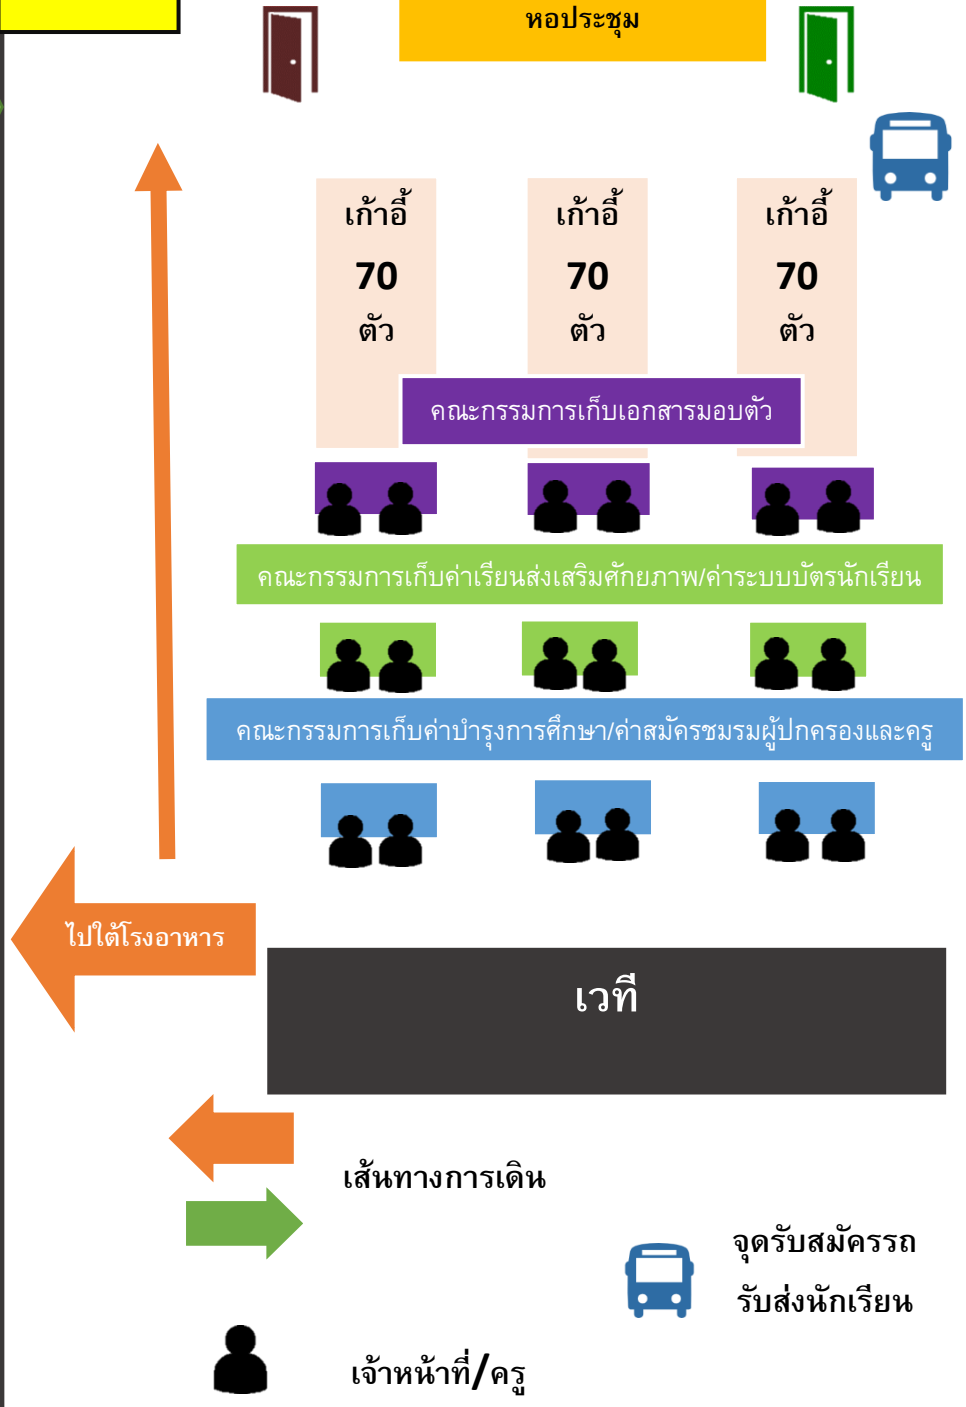 หอประชุม
เก้าอี้
70
ตัว
เก้าอี้
70
ตัว
เก้าอี้
70
ตัว
คณะกรรมการเก็บเอกสารมอบตัว
คณะกรรมการเก็บค่าเรียนส่งเสริมศักยภาพ/ค่าระบบบัตรนักเรียน
คณะกรรมการเก็บค่าบำรุงการศึกษา/ค่าสมัครชมรมผู้ปกครองและครู
ไปใต้โรงอาหาร
เวที
เส้นทางการเดิน
จุดรับสมัครรถ
รับส่งนักเรียน
เจ้าหน้าที่/ครู